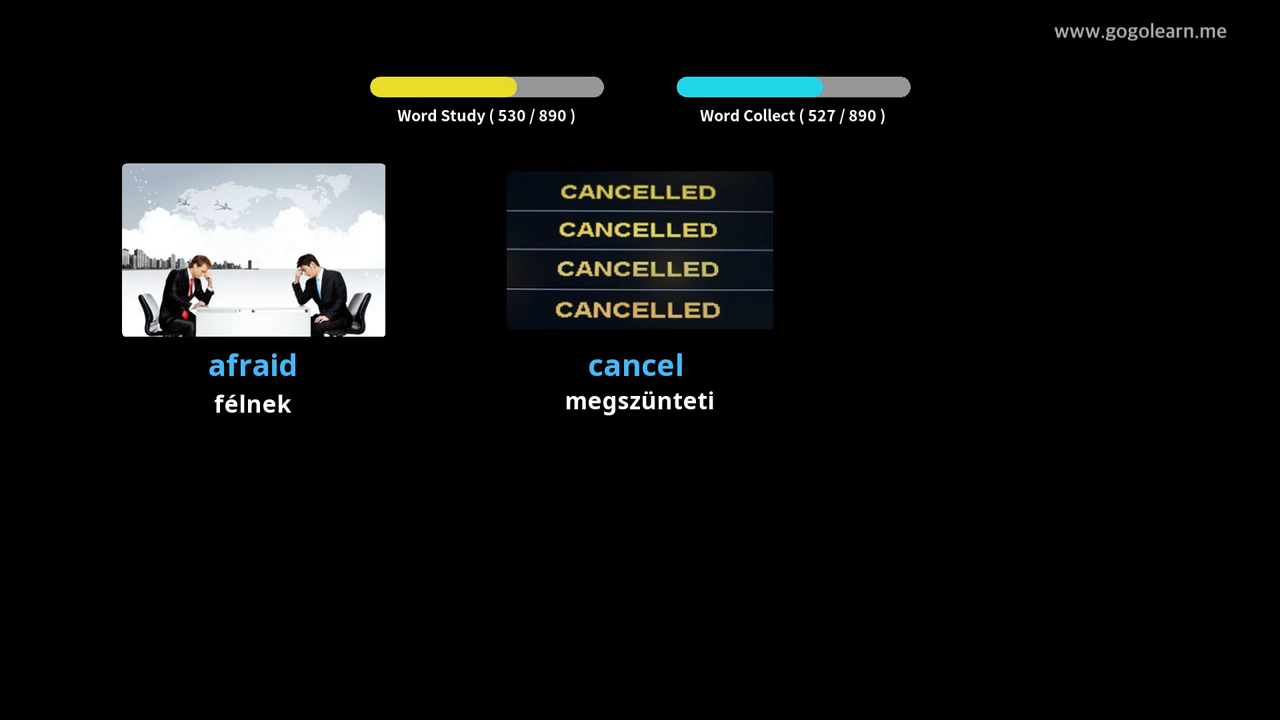 www.gogolearn.me
Word Study ( 530 / 890 )
Word Collect ( 527 / 890 )
CANCELLED
CANCELLED
CANCELLED
CANCELLED
afraid
félnek
cancel
megszünteti